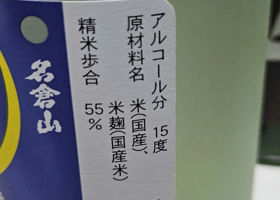 アルコール分 15度
原材料名 米(国産)、
米麹(国産米)
精米歩合 55%
名倉山